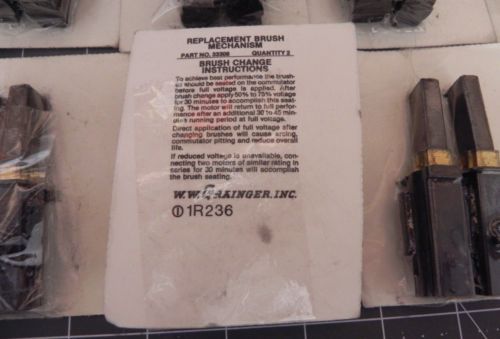 REPLACEMENT BRUSH
MECHANISM
PART NO. 33306 QUANTITY 2
BRUSH CHANGE
INSTRUCTIONS
To achieve best performance the brush-
es should be seated on the commutator
before full voltage is applied. After
brush change apply 50% to 75% voltage
for 30 minutes to accomplish this seat-
ing. The motor will return to full perfor-
mance after an additional 30 to 45 min-
utes running period at full voltage.
Direct application of full voltage after
changing brushes will cause arcing,
commutator pitting and reduce overall
life.
If reduced voltage is unavailable, con-
necting two motors of similar rating in
series for 30 minutes will accomplish
the brush seating.
W.W. GRAINGER, INC.
1R236